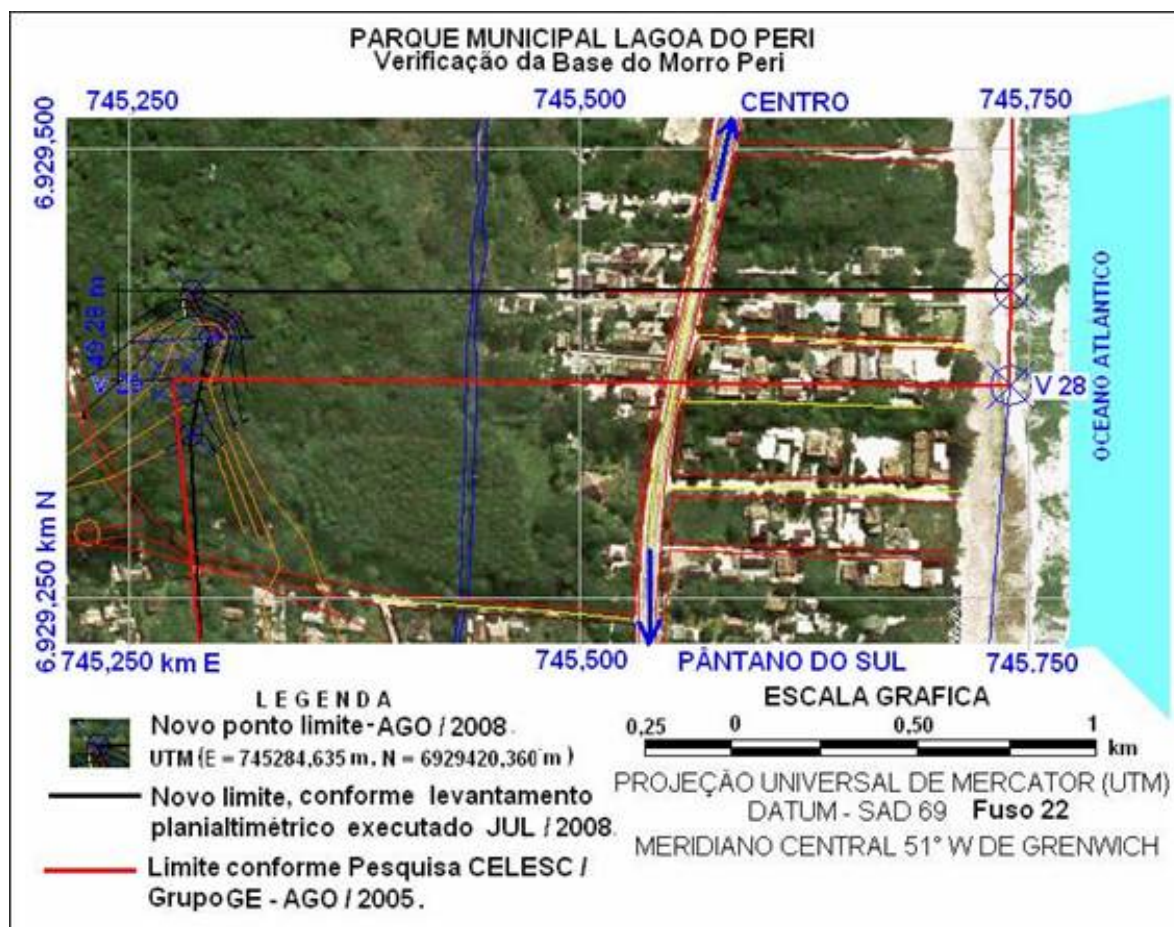 PARQUE MUNICIPAL LAGOA DO PERI
Verificação da Base do Morro Peri
745,250
745,500
CENTRO
745,750
6.929,500
49,28 m
V 28
OCEANO ATLÂNTICO
6.929,250 km N
745,250 km E
745,500
PÂNTANO DO SUL
745.750
LEGENDA
Novo ponto limite-AGO / 2008.
UTM (E = 745284,635 m, N = 6929420,360 m)
Novo limite, conforme levantamento
planialtimétrico executado JUL / 2008.
Limite conforme Pesquisa CELESC /
Grupo GE - AGO / 2005.
ESCALA GRAFICA
0,25 0 0,50 1
km
PROJEÇÃO UNIVERSAL DE MERCATOR (UTM)
DATUM - SAD 69 Fuso 22
MERIDIANO CENTRAL 51° W DE GRENWICH